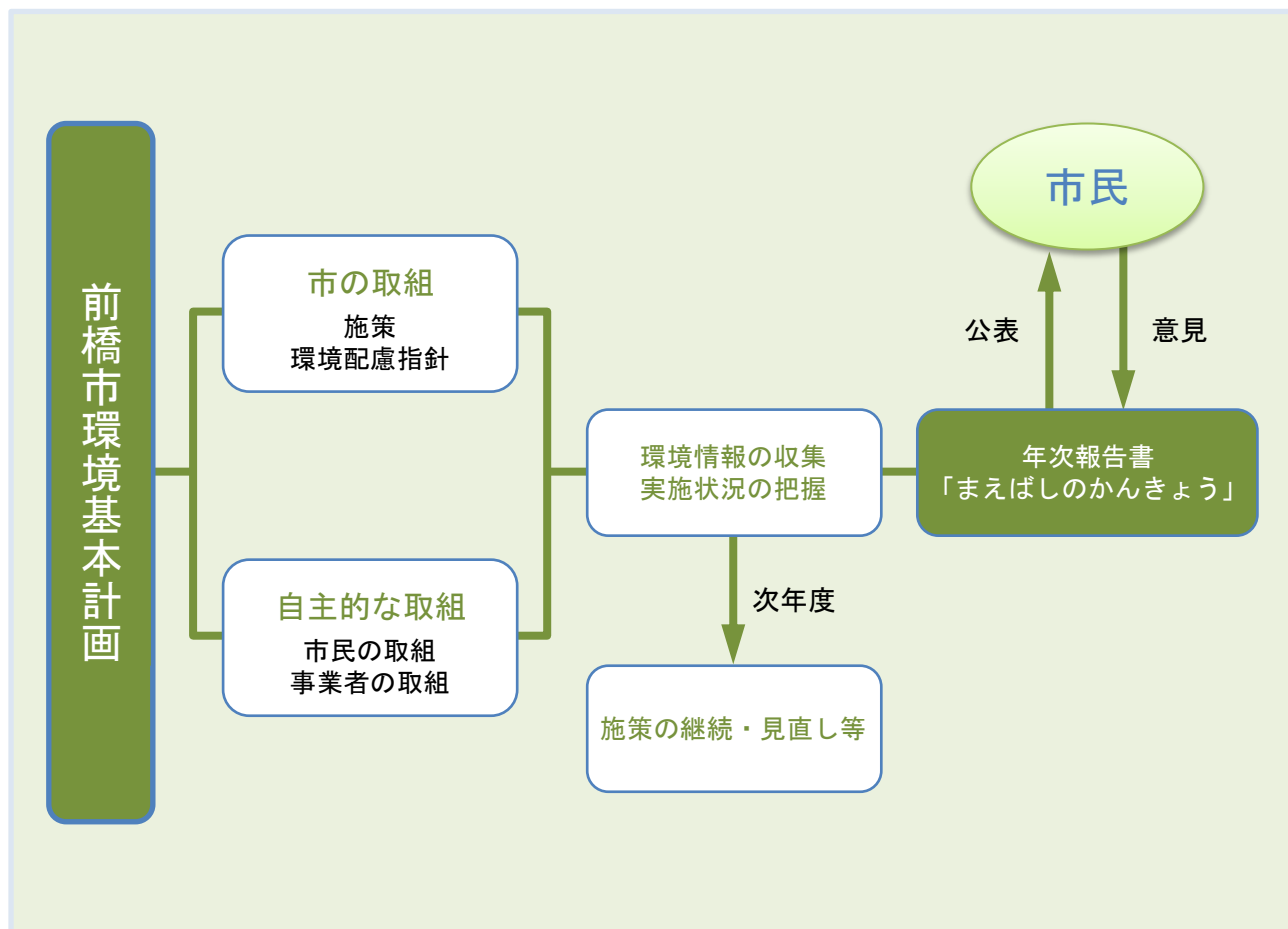 前橋市環境基本計画
市の取組
施策
環境配慮指針
自主的な取組
市民の取組
事業者の取組
環境情報の収集
実施状況の把握
次年度
施策の継続・見直し等
市民
公表
意見
年次報告書
「まえばしのかんきょう」